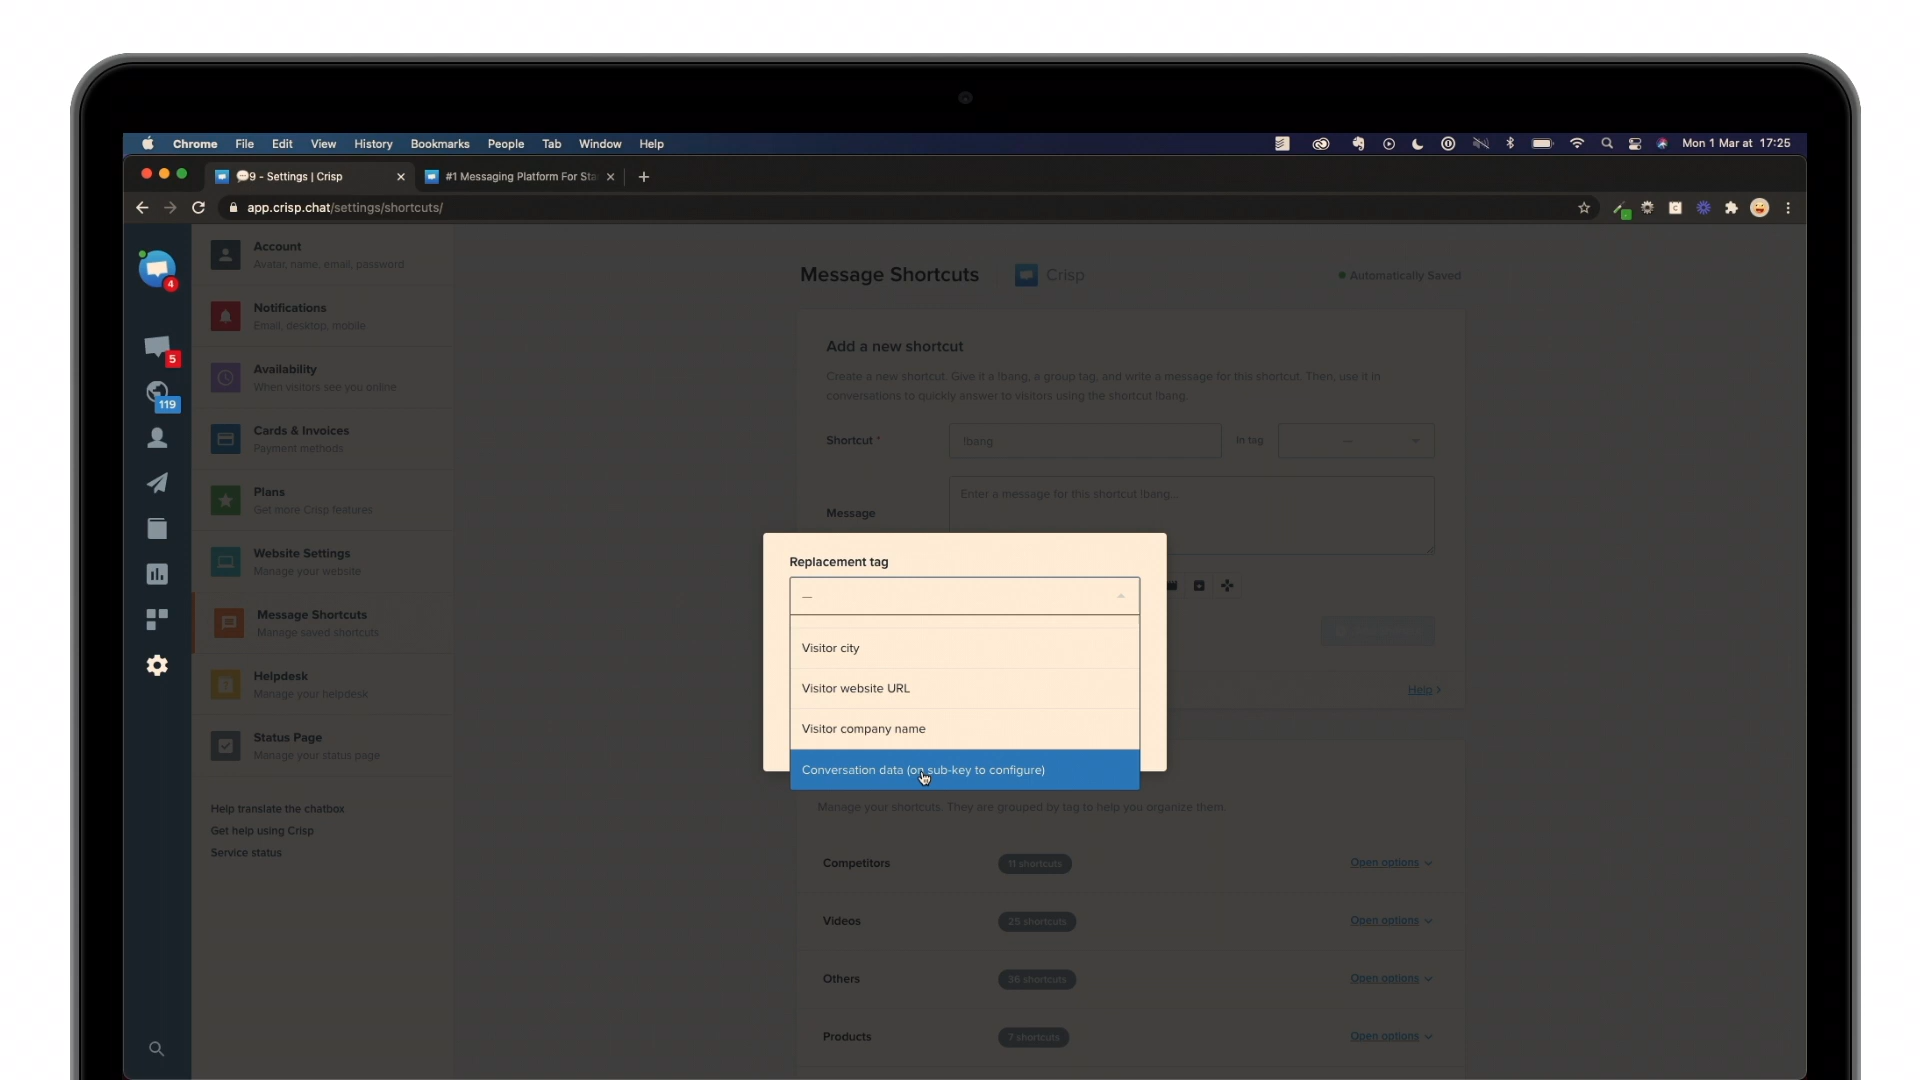 Chrome File Edit View History Bookmarks People Tab Window Help
Mon 1 Mar at 17:25
9 - Settings | Crisp
#1 Messaging Platform For Sta
app.crisp.chat/settings/shortcuts/
4
5
119
Account
Avatar, name, email, password
Notifications
Email, desktop, mobile
Availability
When visitors see you online
Cards & Invoices
Payment methods
Plans
Get more Crisp features
Website Settings
Manage your website
Message Shortcuts
Manage saved shortcuts
Helpdesk
Manage your helpdesk
Status Page
Manage your status page
Help translate the chatbox
Get help using Crisp
Service status
Message Shortcuts
Crisp
Automatically Saved
Add a new shortcut
Create a new shortcut. Give it a !bang, a group tag, and write a message for this shortcut. Then, use it in
conversations to quickly answer to visitors using the shortcut !bang.
Shortcut *
!bang
In tag
—
Message
Enter a message for this shortcut !bang...
Replacement tag
—
Visitor city
Visitor website URL
Visitor company name
Conversation data (on sub-key to configure)
Help
Manage your shortcuts. They are grouped by tag to help you organize them.
Competitors
11 shortcuts
Open options
Videos
25 shortcuts
Open options
Others
36 shortcuts
Open options
Products
7 shortcuts
Open options